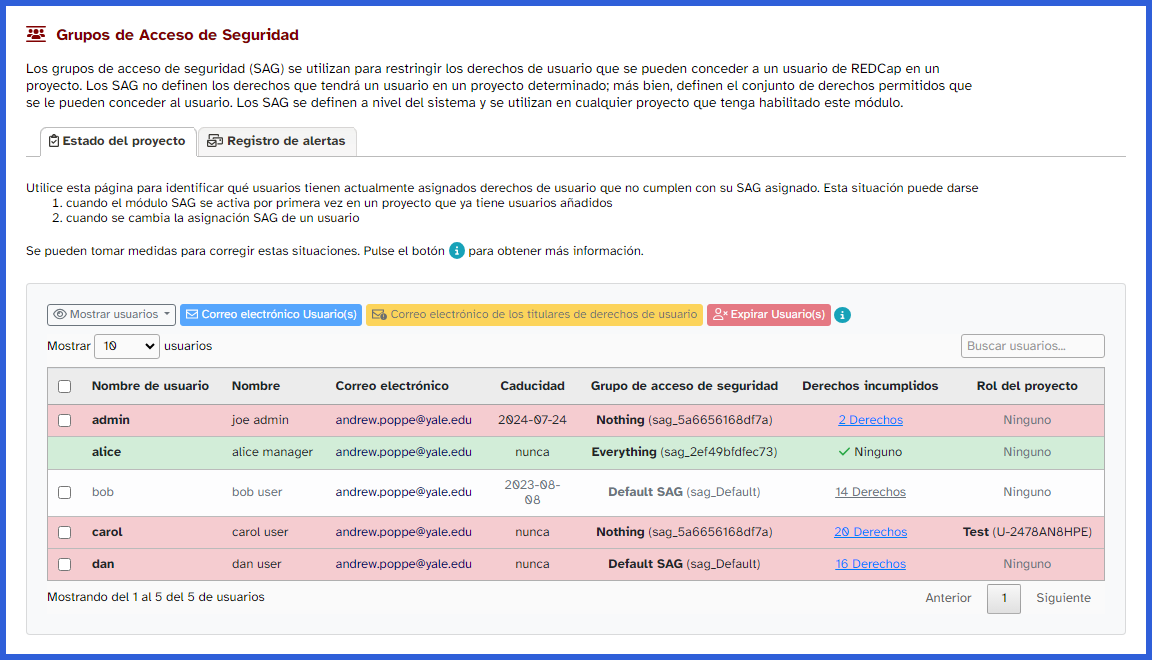 Grupos de Acceso de Seguridad
Los grupos de acceso de seguridad (SAG) se utilizan para restringir los derechos de usuario que se pueden conceder a un usuario de REDCap en un
proyecto. Los SAG no definen los derechos que tendrá un usuario en un proyecto determinado; más bien, definen el conjunto de derechos permitidos que
se le pueden conceder al usuario. Los SAG se definen a nivel del sistema y se utilizan en cualquier proyecto que tenga habilitado este módulo.
Estado del proyecto Registro de alertas
Utilice esta página para identificar qué usuarios tienen actualmente asignados derechos de usuario que no cumplen con su SAG asignado. Esta situación puede darse
1. cuando el módulo SAG se activa por primera vez en un proyecto que ya tiene usuarios añadidos
2. cuando se cambia la asignación SAG de un usuario
Se pueden tomar medidas para corregir estas situaciones. Pulse el botón para obtener más información.
Mostrar usuarios Correo electrónico Usuario(s) Correo electrónico de los titulares de derechos de usuario Expirar Usuario(s)
Mostrar 10 usuarios Buscar usuarios...
Nombre de usuario Nombre Correo electrónico Caducidad Grupo de acceso de seguridad Derechos incumplidos Rol del proyecto
admin joe admin andrew.poppe@yale.edu 2024-07-24 Nothing (sag_5a6656168df7a) 2 Derechos Ninguno
alice alice manager andrew.poppe@yale.edu nunca Everything (sag_2ef49bfdfec73) Ninguno Ninguno
bob bob user andrew.poppe@yale.edu 2023-08-08 Default SAG (sag_Default) 14 Derechos Ninguno
carol carol user andrew.poppe@yale.edu nunca Nothing (sag_5a6656168df7a) 20 Derechos Test (U-2478AN8HPE)
dan dan user andrew.poppe@yale.edu nunca Default SAG (sag_Default) 16 Derechos Ninguno
Mostrando del 1 al 5 del 5 de usuarios Anterior 1 Siguiente